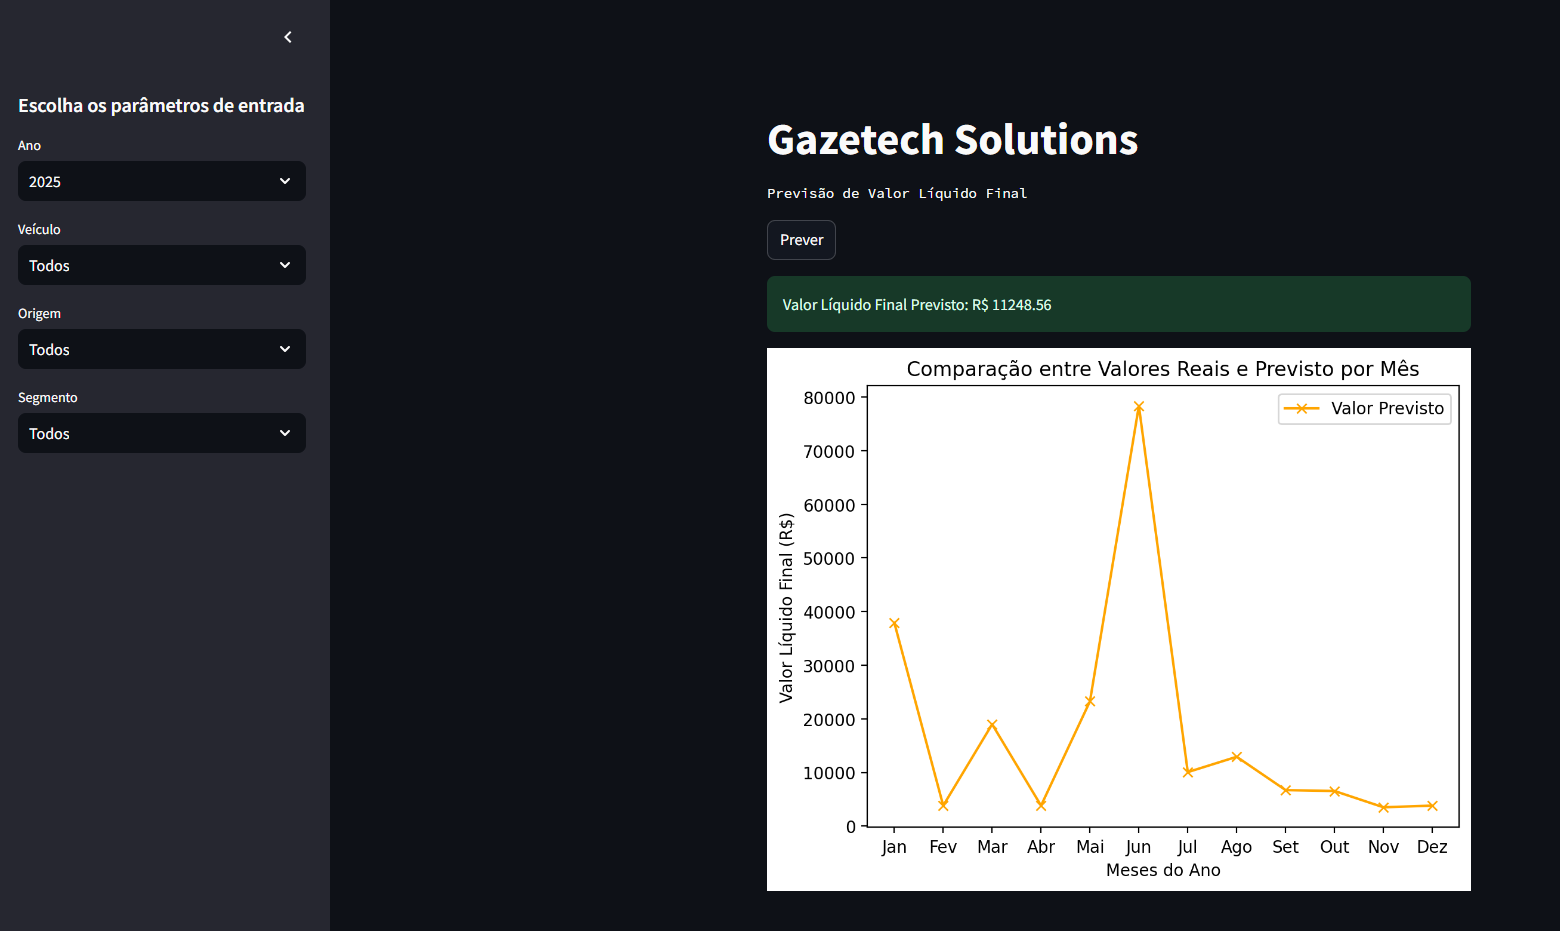 Escolha os parâmetros de entrada
Ano
2025
Veículo
Todos
Origem
Todos
Segmento
Todos
Gazetech Solutions
Previsão de Valor Líquido Final
Prever
Valor Líquido Final Previsto: R$ 11248.56
Comparação entre Valores Reais e Previsto por Mês
Valor Previsto
Valor Líquido Final (R$)
80000
70000
60000
50000
40000
30000
20000
10000
0
Jan Fev Mar Abr Mai Jun Jul Ago Set Out Nov Dez
Meses do Ano